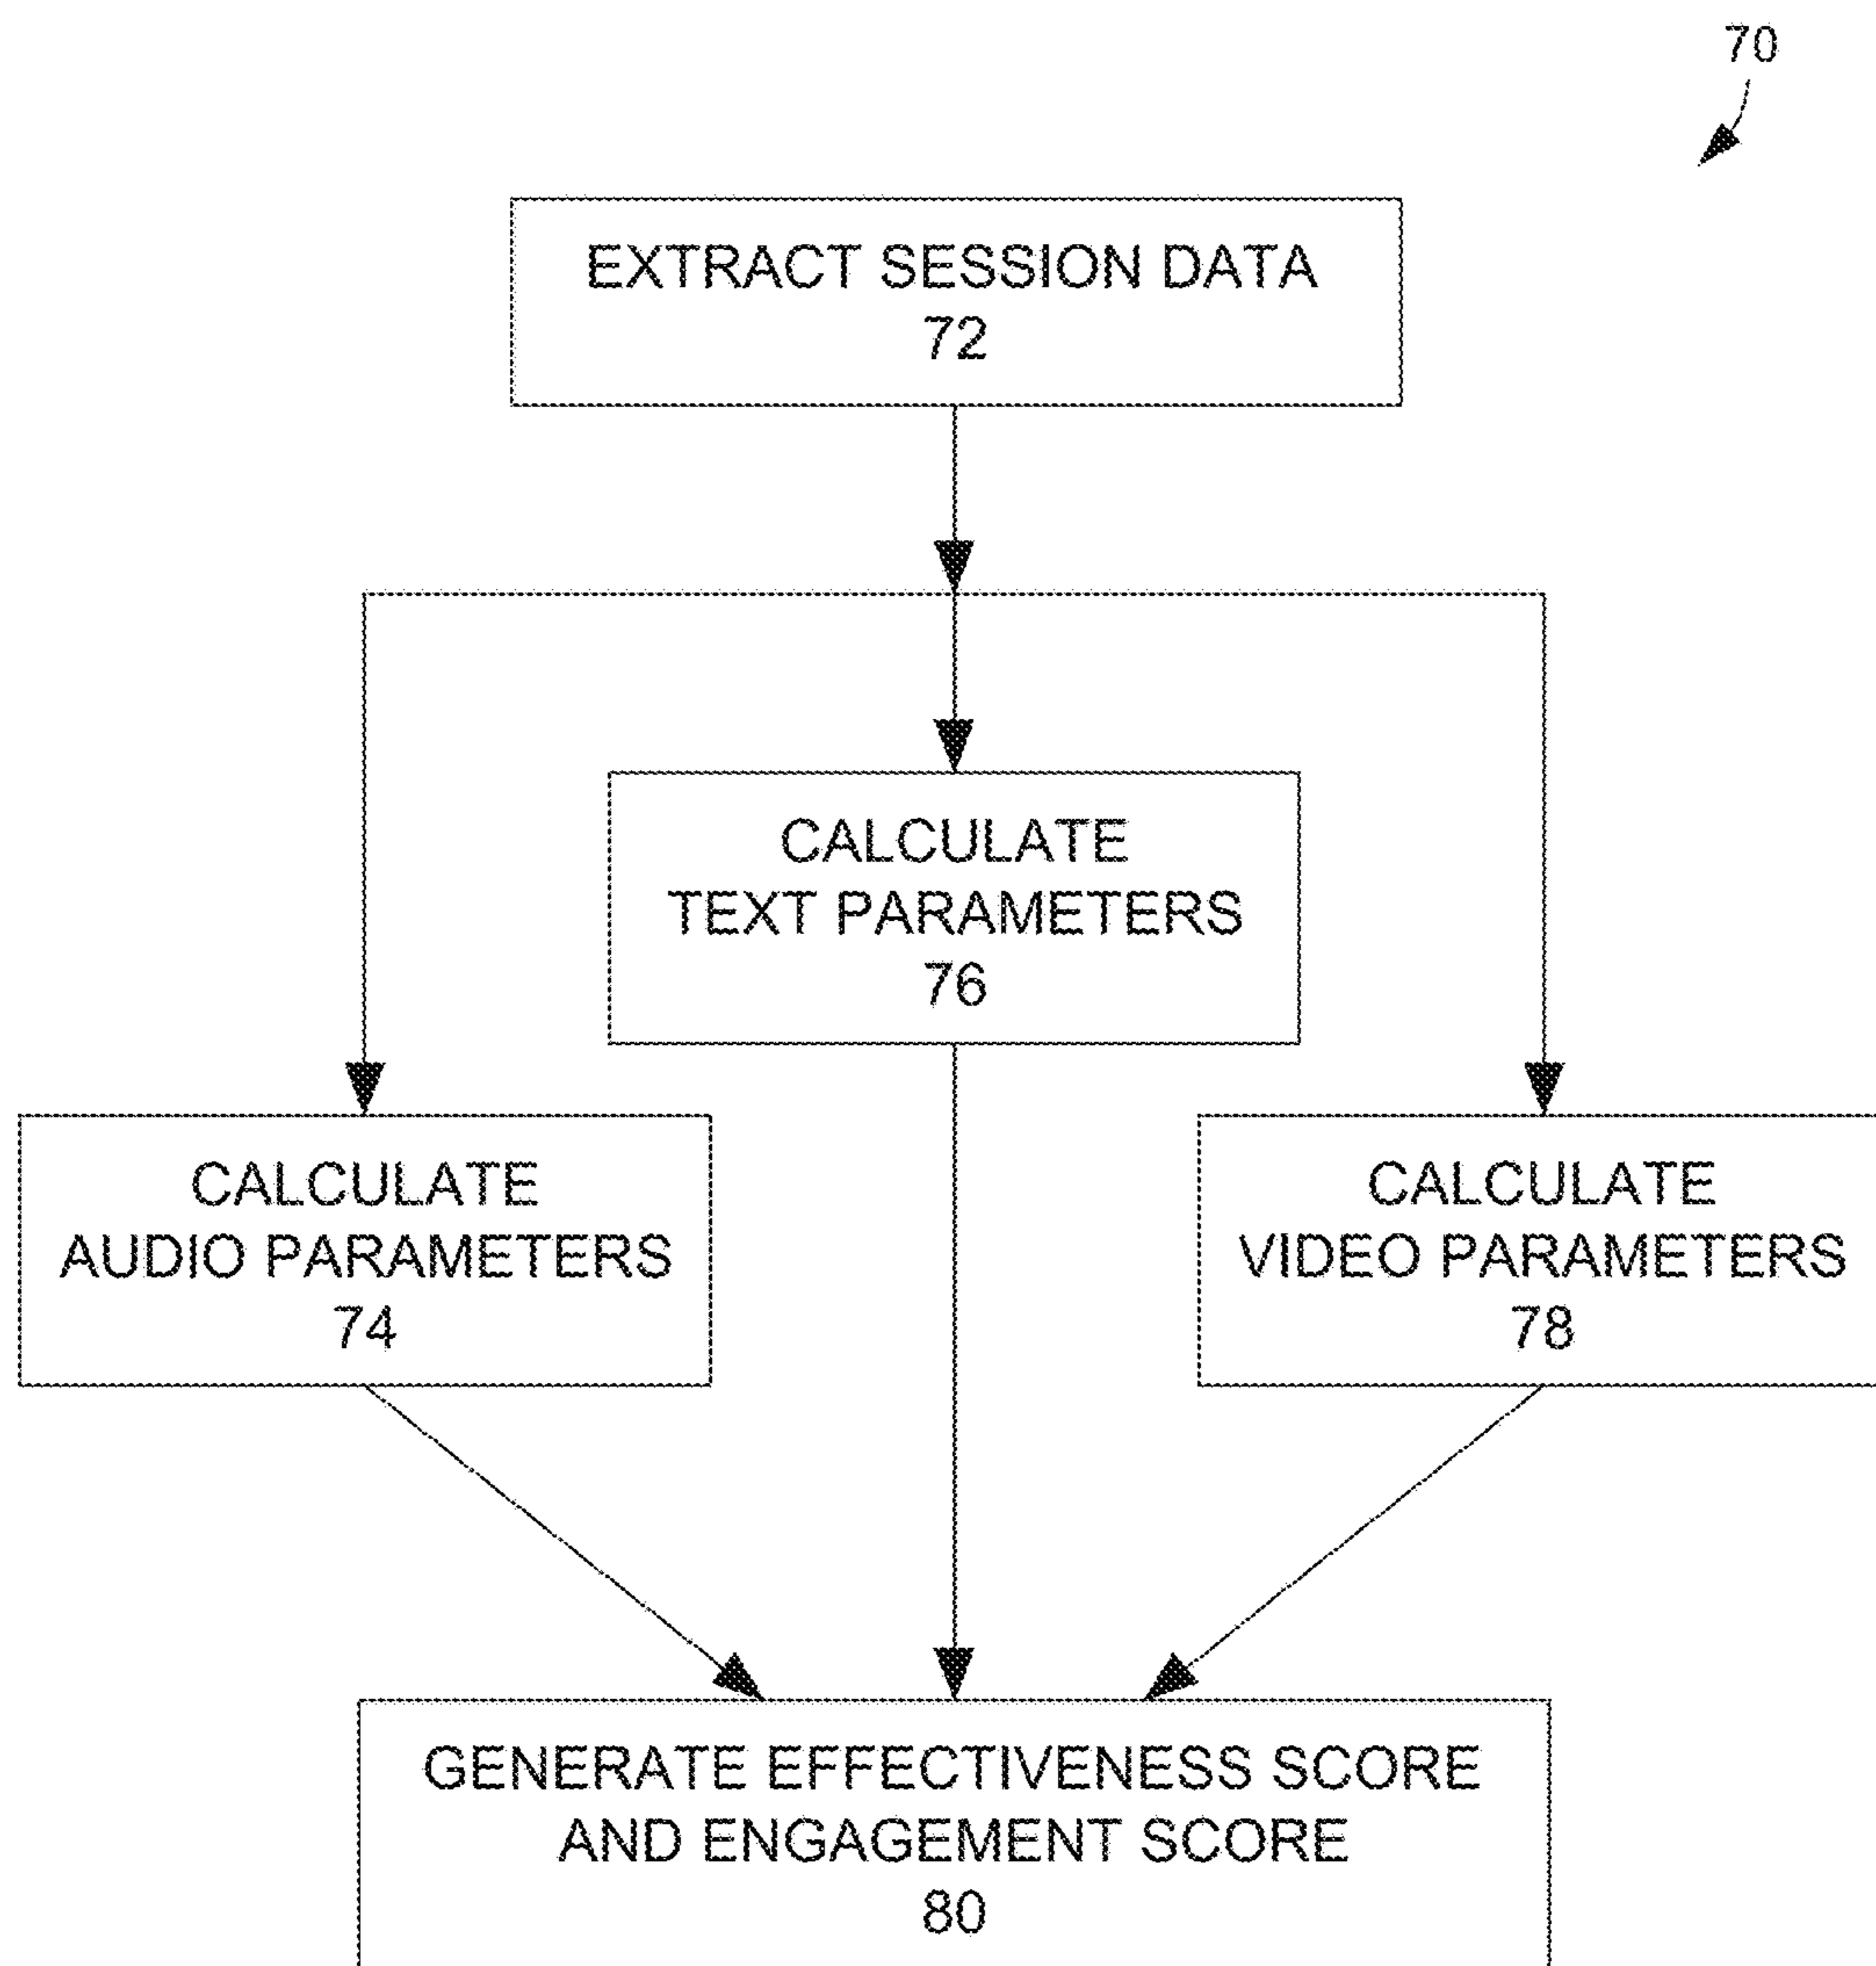 70
EXTRACT SESSION DATA
72
CALCULATE
TEXT PARAMETERS
76
CALCULATE
AUDIO PARAMETERS
74
CALCULATE
VIDEO PARAMETERS
78
GENERATE EFFECTIVENESS SCORE
AND ENGAGEMENT SCORE
80